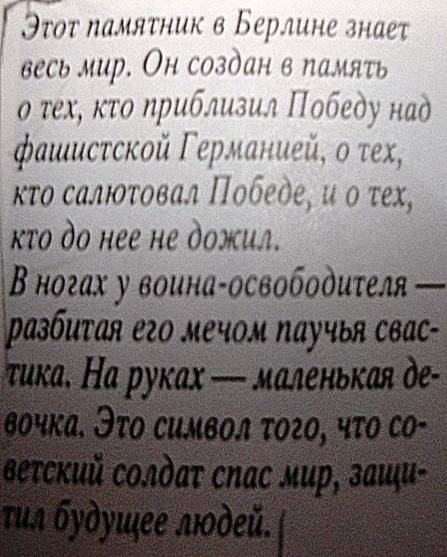 Этот памятник в Берлине знает
весь мир. Он создан в память
о тех, кто приблизил Победу над
фашистской Германией, о тех,
кто салютовал Победе, и о тех,
кто до нее не дожил.
В ногах у воина-освободителя —
разбитая его мечом паучья свас-
тика. На руках — маленькая де-
вочка. Это символ того, что со-
ветский солдат спас мир, защи-
тил будущее людей.